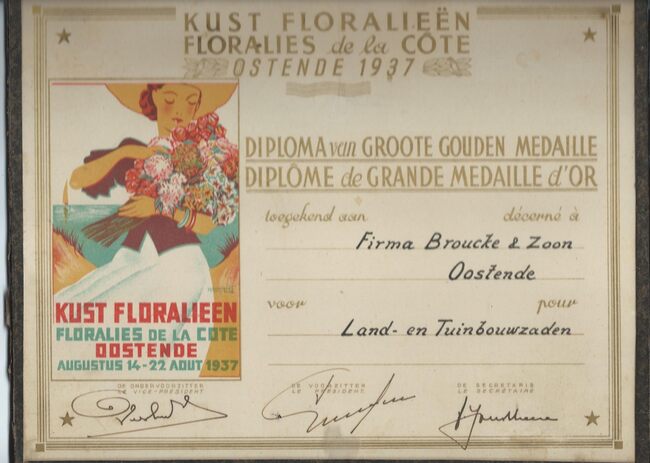 KUST FLORALIEËN
FLORALIES de la CÔTE
OSTENDE 1937
DIPLOMA van GROOTE GOUDEN MEDAILLE
DIPLÔME de GRANDE MEDAILLE d'OR
toegekend aan décerné à
Firma Broucke & Zoon
Oostende
voor pour
Land- en Tuinbouwzaden
KUST FLORALIEEN
FLORALIES DE LA COTE
OOSTENDE
AUGUSTUS 14-22 AOUT 1937
DE ONDERVOORZITTER DE VOORZITTER DE SECRETARIS
LE VICE-PRESIDENT LE PRESIDENT LE SECRÉTAIRE